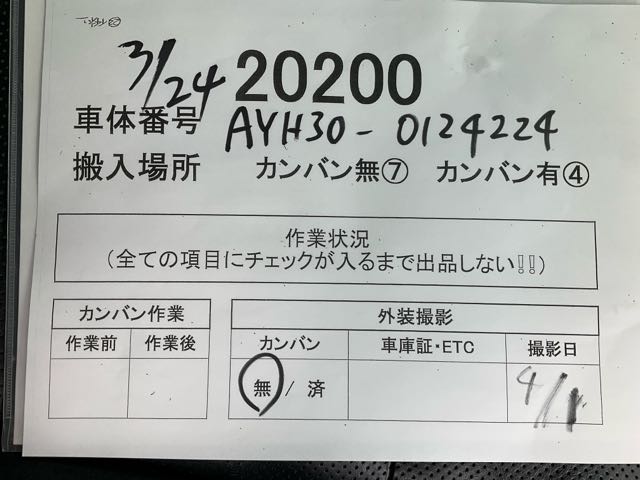 3/24 20200
車体番号 AYH30-0124224
搬入場所 カンバン無⑦ カンバン有④
作業状況
(全ての項目にチェックが入るまで出品しない!!)
カンバン作業 外装撮影
作業前 作業後 カンバン 車庫証・ETC 撮影日
無 / 済 4/1